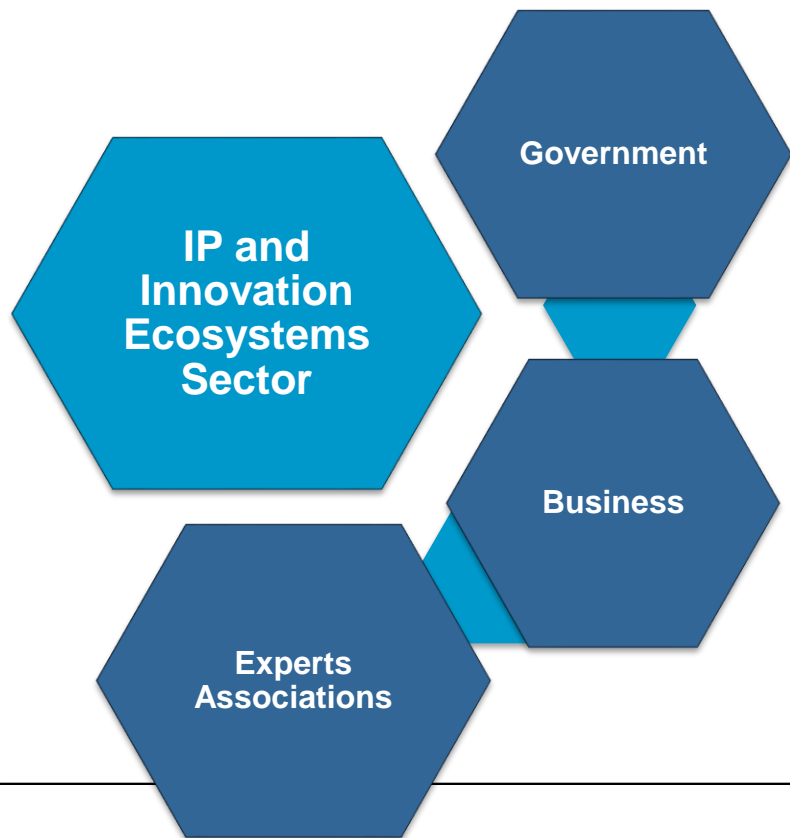 Government
IP and
Innovation
Ecosystems
Sector
Business
Experts
Associations